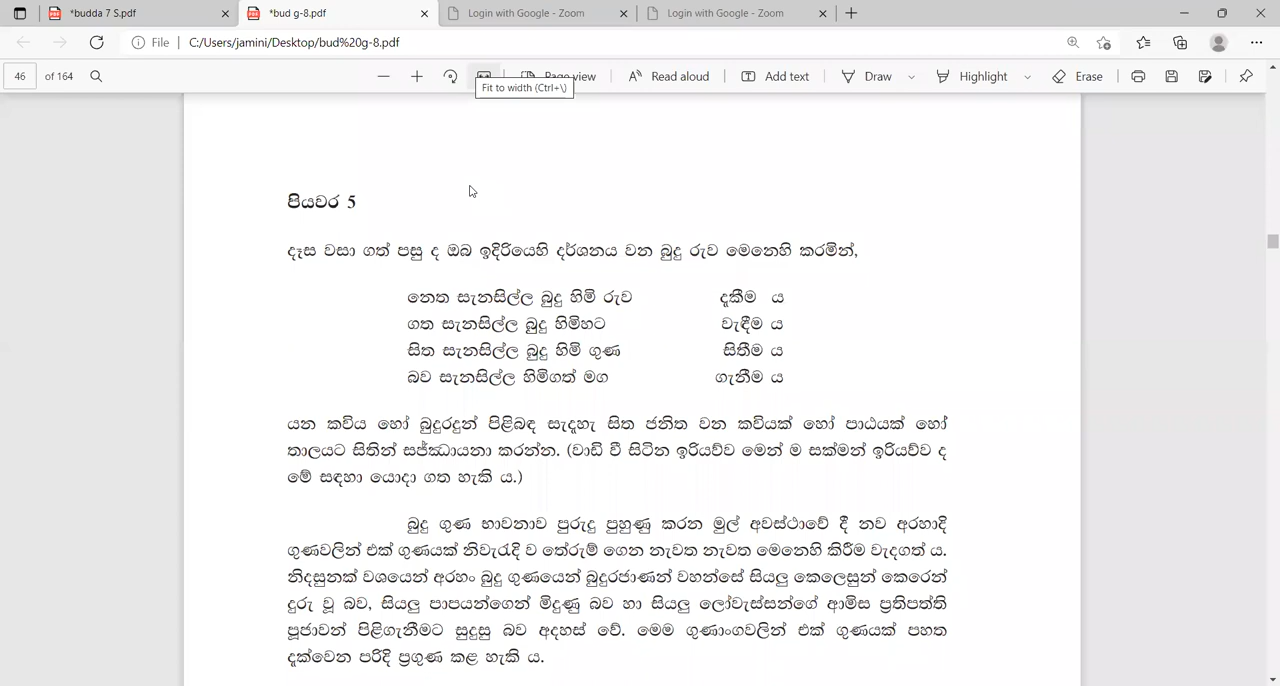 *budda 7 S.pdf
*bud g-8.pdf
Login with Google - Zoom
Login with Google - Zoom
File C:/Users/jamini/Desktop/bud%20g-8.pdf
46 of 164 Page view Read aloud Add text Draw Highlight Erase
Fit to width (Ctrl+\)
පියවර 5
දෑස වසා ගත් පසු ද ඔබ ඉදිරියෙහි දර්ශනය වන බුදු රුව මෙනෙහි කරමින්,
නෙත සැනසිල්ල බුදු හිමි රුව දැකීම ය
ගත සැනසිල්ල බුදු හිමිහට වැඳීම ය
සිත සැනසිල්ල බුදු හිමි ගුණ සිතීම ය
බව සැනසිල්ල හිමිගත් මග ගැනීම ය
යන කවිය හෝ බුදුරදුන් පිළිබඳ සැදැහැ සිත ජනිත වන කවියක් හෝ පාඨයක් හෝ
තාලයට සිතින් සජ්ඣායනා කරන්න. (වාඩි වී සිටින ඉරියව්ව මෙන් ම සක්මන් ඉරියව්ව ද
මේ සඳහා යොදා ගත හැකි ය.)
බුදු ගුණ භාවනාව පුරුදු පුහුණු කරන මුල් අවස්ථාවේ දී නව අරහාදි
ගුණවලින් එක් ගුණයක් නිවැරැදි ව තේරුම් ගෙන නැවත නැවත මෙනෙහි කිරීම වැදගත් ය.
නිදසුනක් වශයෙන් අරහං බුදු ගුණයෙන් බුදුරජාණන් වහන්සේ සියලු කෙලෙසුන් කෙරෙන්
දුරු වූ බව, සියලු පාපයන්ගෙන් මිදුණු බව හා සියලු ලෝවැස්සන්ගේ ආමිස ප්‍රතිපත්ති
පූජාවන් පිළිගැනීමට සුදුසු බව අදහස් වේ. මෙම ගුණාංගවලින් එක් ගුණයක් පහත
දැක්වෙන පරිදි ප්‍රගුණ කළ හැකි ය.